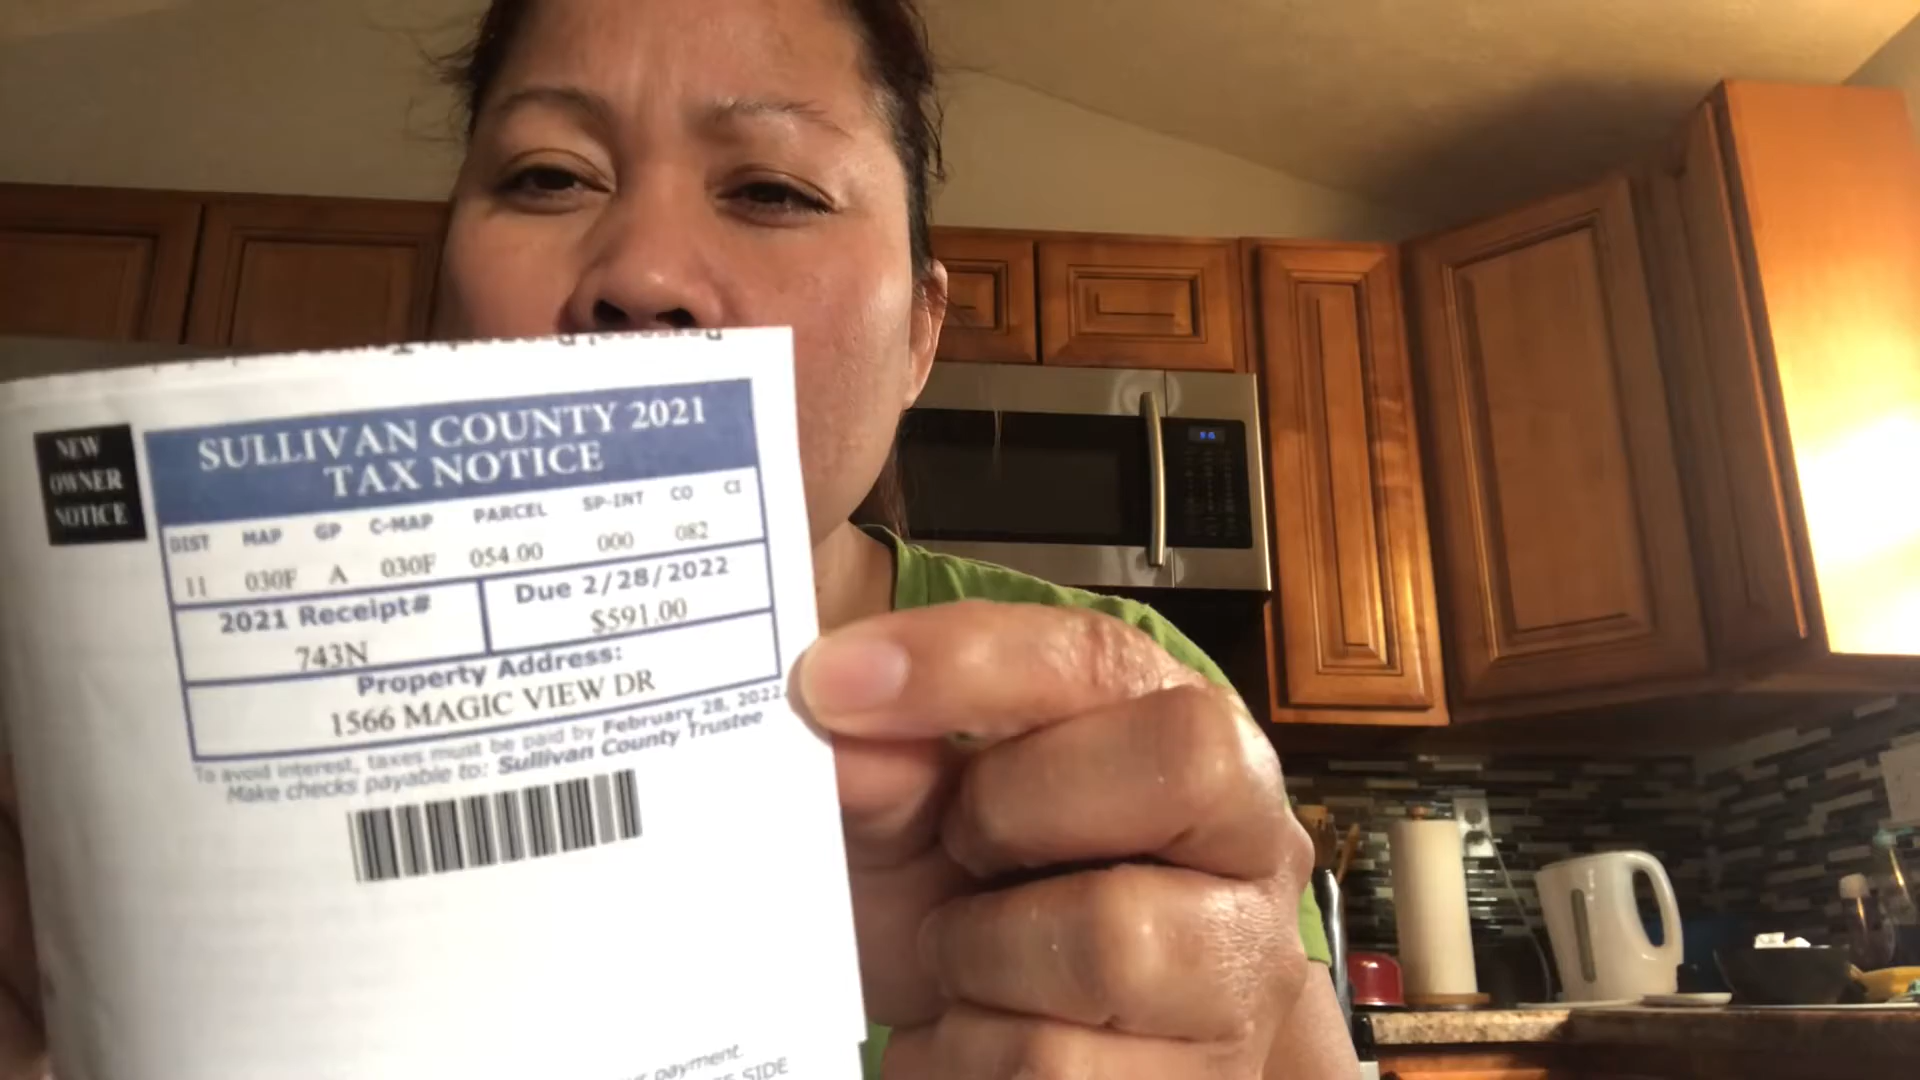 NEW
OWNER
NOTICE
SULLIVAN COUNTY 2021
TAX NOTICE
DIST MAP GP C-MAP PARCEL SP-INT CO CI
11 030F A 030F 054.00 000 082
2021 Receipt# Due 2/28/2022
743N $591.00
Property Address:
1566 MAGIC VIEW DR
To avoid interest, taxes must be paid by February 28, 2022.
Make checks payable to: Sullivan County Trustee
payment.
SIDE